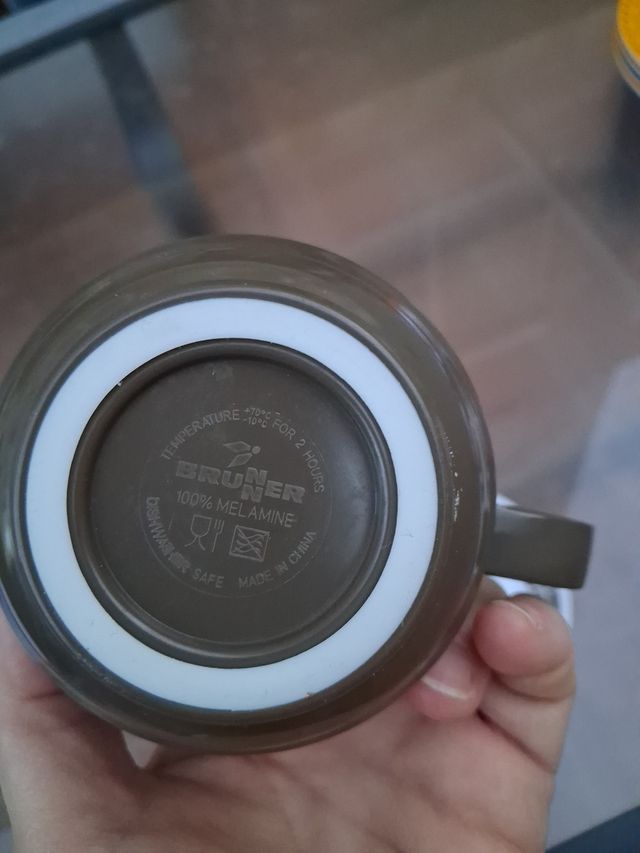 TEMPERATURE +70°C -10°C FOR 2 HOURS
BRUNNER
100% MELAMINE
DISHWASHER SAFE MADE IN CHINA